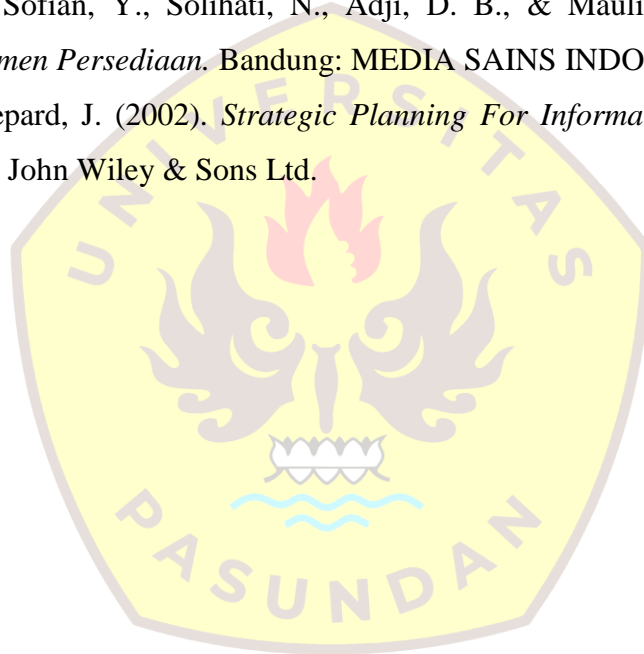 Sofian, Y., Solihati, N., Adji, D. B., & Mauli
men Persediaan. Bandung: MEDIA SAINS INDO
epard, J. (2002). Strategic Planning For Informa
John Wiley & Sons Ltd.
UNIVERSITAS
PASUNDAN